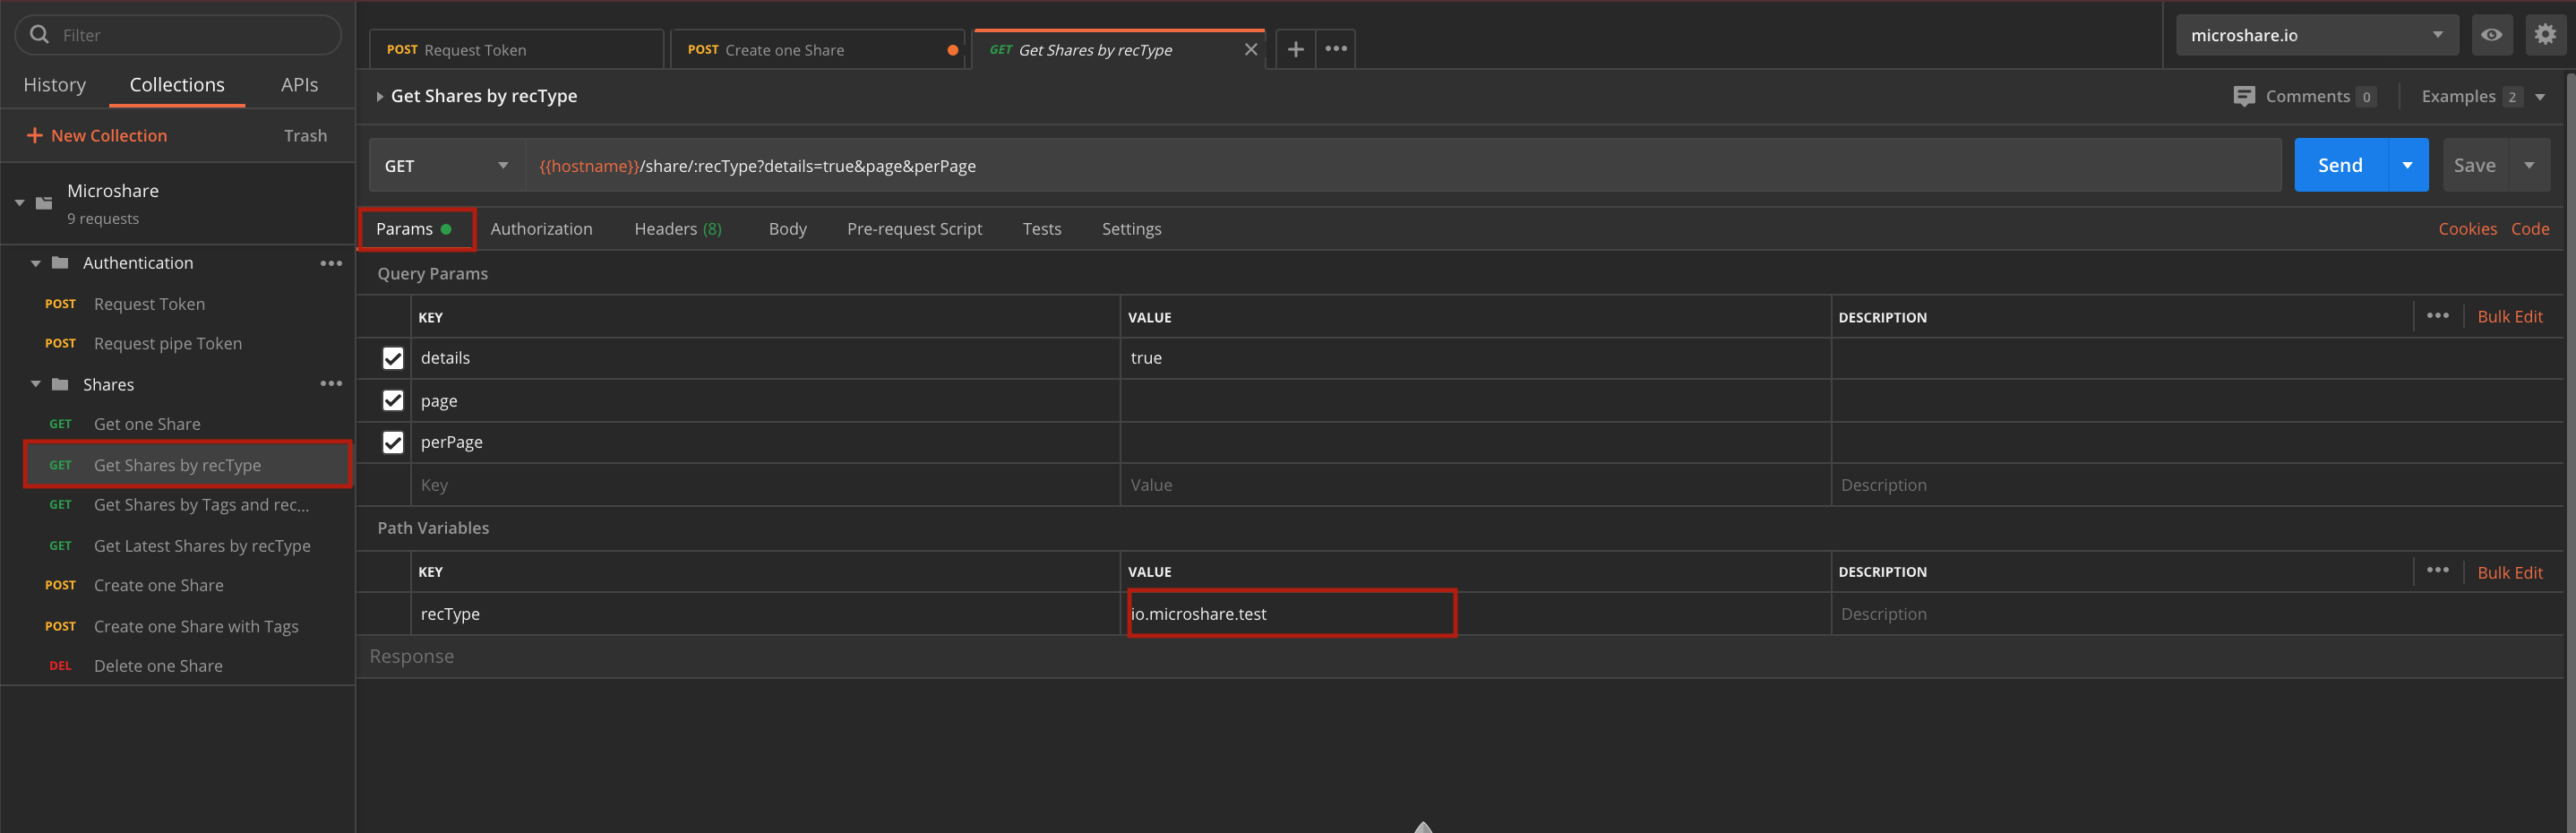 Filter
History Collections APIs
+ New Collection Trash
Microshare
9 requests
Authentication
POST Request Token
POST Request pipe Token
Shares
GET Get one Share
GET Get Shares by recType
GET Get Shares by Tags and rec...
GET Get Latest Shares by recType
POST Create one Share
POST Create one Share with Tags
DEL Delete one Share
POST Request Token POST Create one Share GET Get Shares by recType
microshare.io
Get Shares by recType Comments 0 Examples 2
GET {{hostname}}/share/:recType?details=true&page&perPage Send Save
Params Authorization Headers (8) Body Pre-request Script Tests Settings Cookies Code
Query Params
KEY VALUE DESCRIPTION Bulk Edit
details true
page
perPage
Key Value Description
Path Variables
KEY VALUE DESCRIPTION Bulk Edit
recType io.microshare.test Description
Response